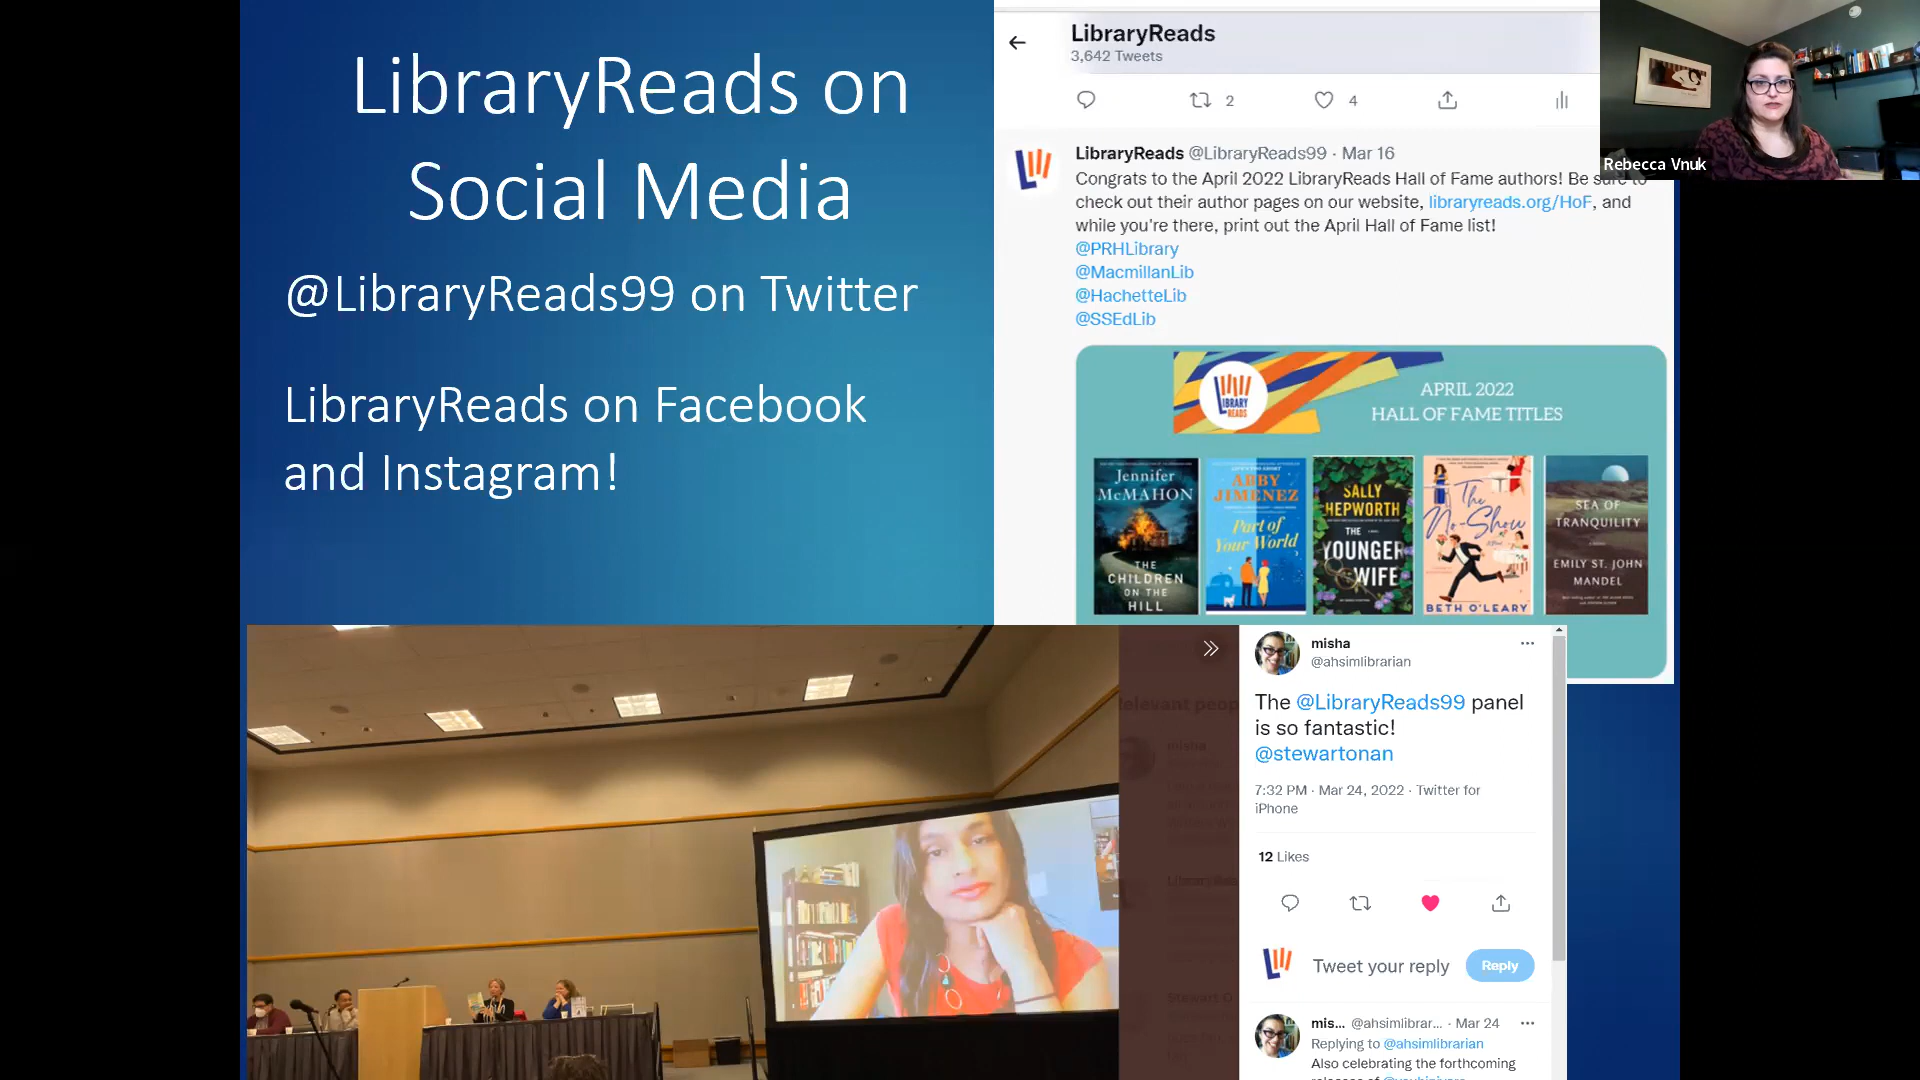 LibraryReads on
Social Media
@LibraryReads99 on Twitter
LibraryReads on Facebook
and Instagram!
LibraryReads
3,642 Tweets
2
4
LibraryReads @LibraryReads99 · Mar 16
Congrats to the April 2022 LibraryReads Hall of Fame authors! Be sure to
check out their author pages on our website, libraryreads.org/HoF, and
while you're there, print out the April Hall of Fame list!
@PRHLibrary
@MacmillanLib
@HachetteLib
@SSEdLib
LIBRARY
READS
APRIL 2022
HALL OF FAME TITLES
Jennifer
McMAHON
THE
CHILDREN
ON THE
HILL
ABBY
JIMENEZ
Part of
Your World
SALLY
HEPWORTH
THE
YOUNGER
WIFE
The
No-Show
BETH O'LEARY
SEA OF
TRANQUILITY
EMILY ST. JOHN
MANDEL
Rebecca Vnuk
misha
@ahsimlibrarian
The @LibraryReads99 panel
is so fantastic!
@stewartonan
7:32 PM · Mar 24, 2022 · Twitter for
iPhone
12 Likes
Tweet your reply
Reply
mis... @ahsimlibrar... · Mar 24
Replying to @ahsimlibrarian
Also celebrating the forthcoming